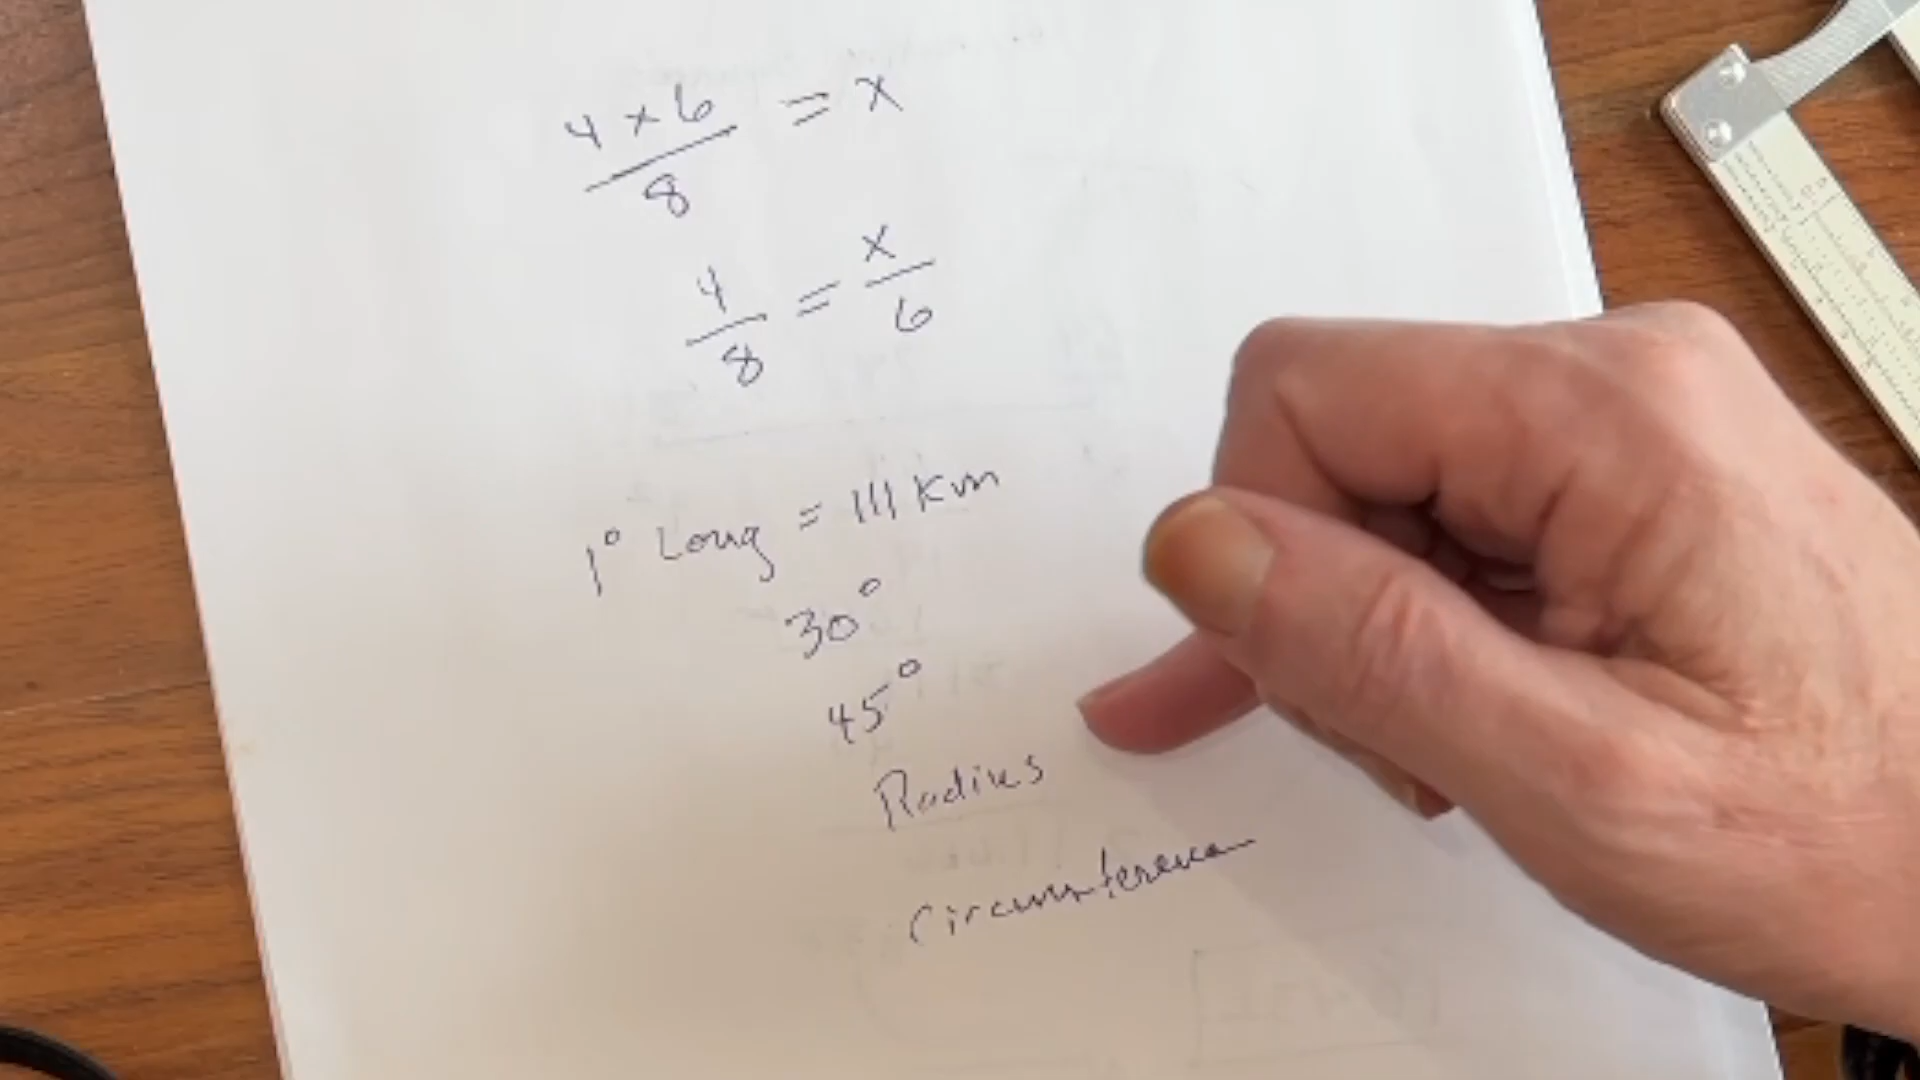 4 x 6
8
= x
4
8
=
x
6
1° Long = 111 Km
30°
45°
Radius
Circumference